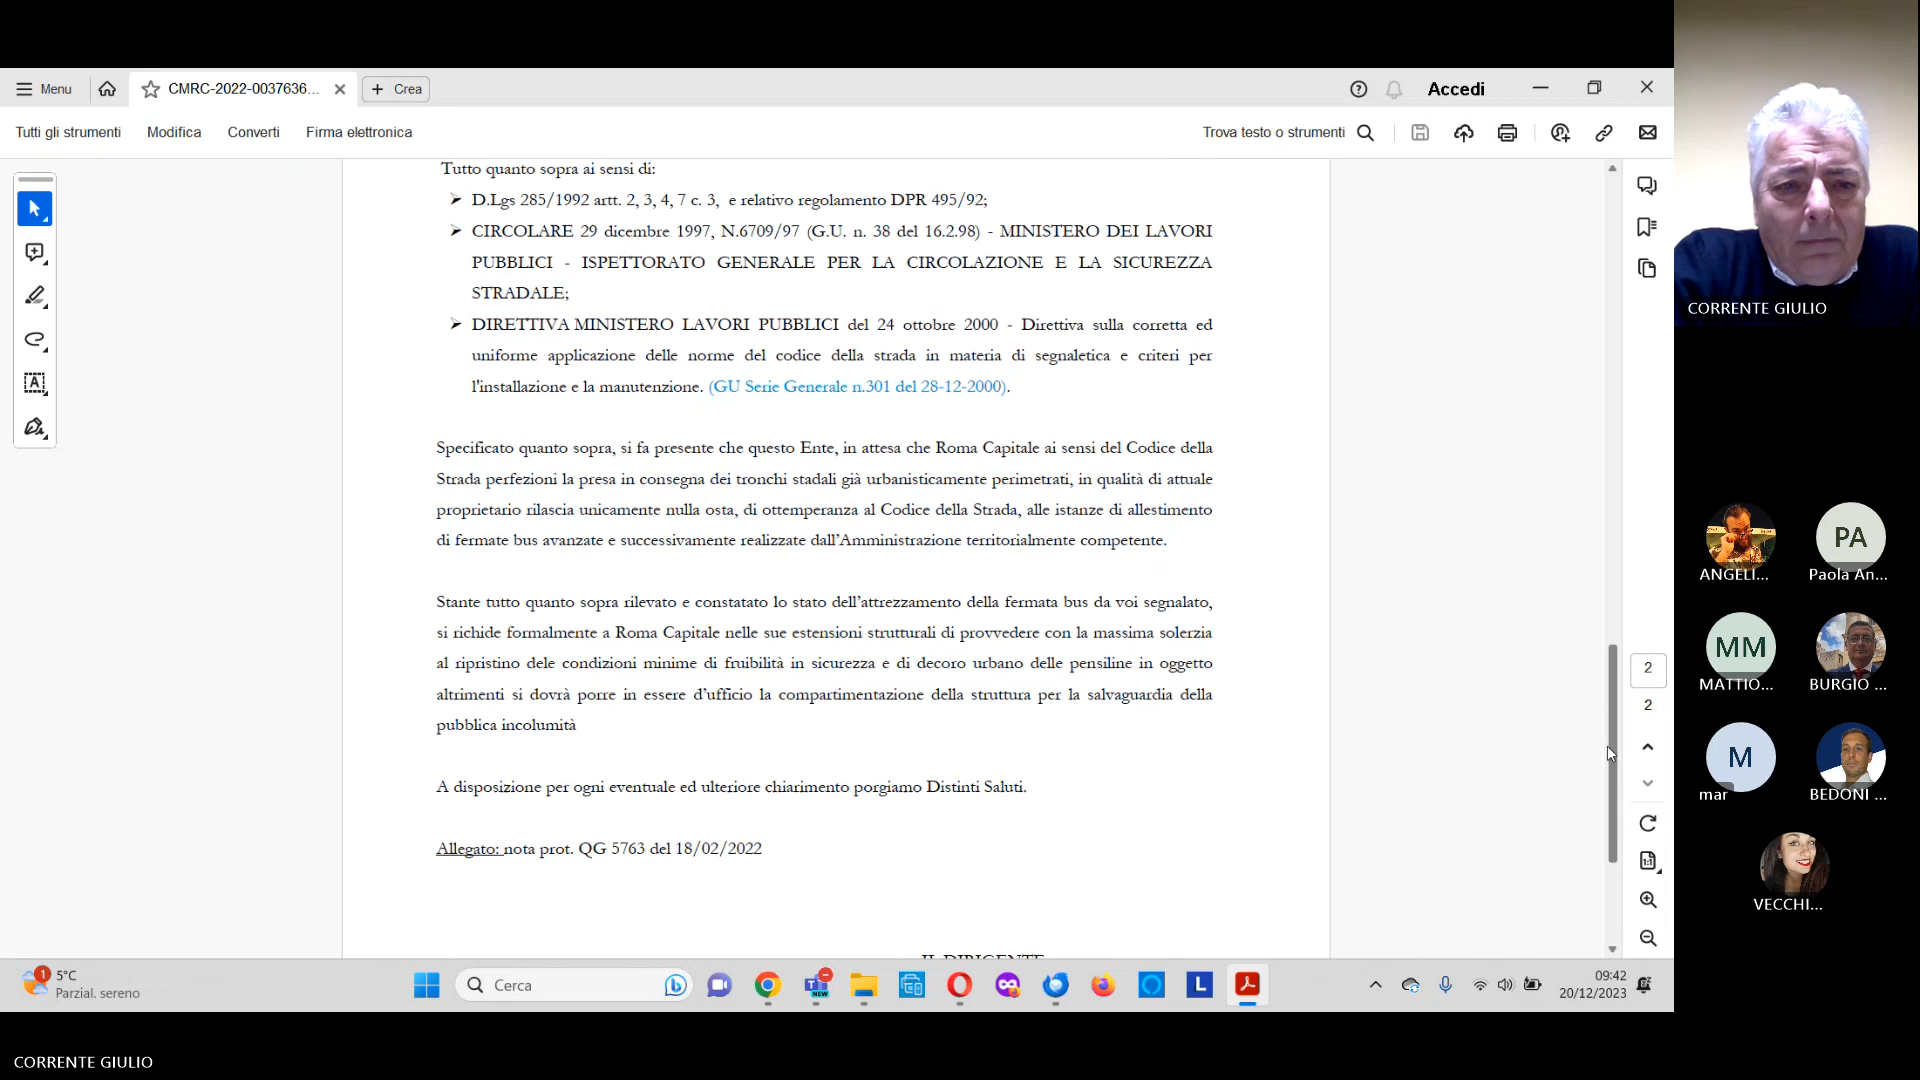 Menu
CMRC-2022-0037636...
Crea
Accedi
Tutti gli strumenti
Modifica
Converti
Firma elettronica
Trova testo o strumenti
Tutto quanto sopra ai sensi di:
➢ D.Lgs 285/1992 artt. 2, 3, 4, 7 c. 3, e relativo regolamento DPR 495/92;
➢ CIRCOLARE 29 dicembre 1997, N.6709/97 (G.U. n. 38 del 16.2.98) - MINISTERO DEI LAVORI
PUBBLICI - ISPETTORATO GENERALE PER LA CIRCOLAZIONE E LA SICUREZZA
STRADALE;
➢ DIRETTIVA MINISTERO LAVORI PUBBLICI del 24 ottobre 2000 - Direttiva sulla corretta ed
uniforme applicazione delle norme del codice della strada in materia di segnaletica e criteri per
l'installazione e la manutenzione. (GU Serie Generale n.301 del 28-12-2000).
Specificato quanto sopra, si fa presente che questo Ente, in attesa che Roma Capitale ai sensi del Codice della
Strada perfezioni la presa in consegna dei tronchi stadali già urbanisticamente perimetrati, in qualità di attuale
proprietario rilascia unicamente nulla osta, di ottemperanza al Codice della Strada, alle istanze di allestimento
di fermate bus avanzate e successivamente realizzate dall'Amministrazione territorialmente competente.
Stante tutto quanto sopra rilevato e constatato lo stato dell'attrezzamento della fermata bus da voi segnalato,
si richide formalmente a Roma Capitale nelle sue estensioni strutturali di provvedere con la massima solerzia
al ripristino dele condizioni minime di fruibilità in sicurezza e di decoro urbano delle pensiline in oggetto
altrimenti si dovrà porre in essere d'ufficio la compartimentazione della struttura per la salvaguardia della
pubblica incolumità
A disposizione per ogni eventuale ed ulteriore chiarimento porgiamo Distinti Saluti.
Allegato: nota prot. QG 5763 del 18/02/2022
IL DIRIGENTE
2
2
1:1
CORRENTE GIULIO
ANGELI...
PA
Paola An...
MM
MATTIO...
BURGIO ...
M
mar
BEDONI ...
VECCHI...
1
5°C
Parzial. sereno
Cerca
NEW
L
09:42
20/12/2023
CORRENTE GIULIO